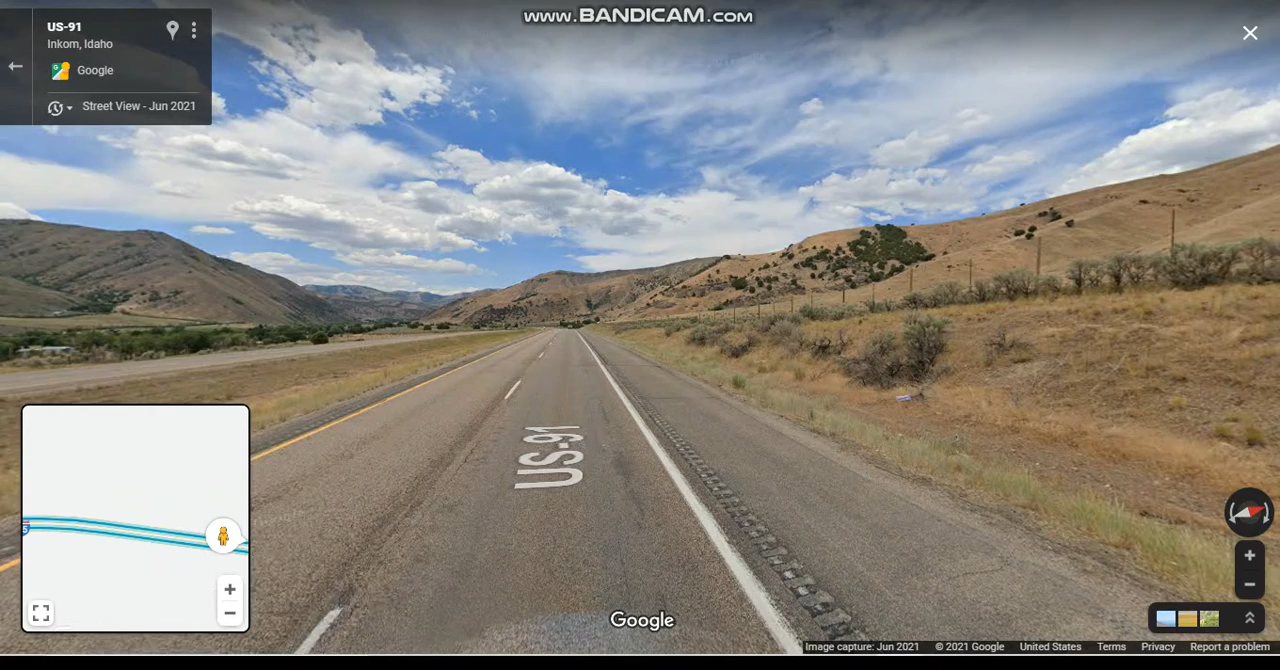 www.BANDICAM.com
US-91
Inkom, Idaho
Google
Street View - Jun 2021
US-91
Google
Image capture: Jun 2021 © 2021 Google United States Terms Privacy Report a problem